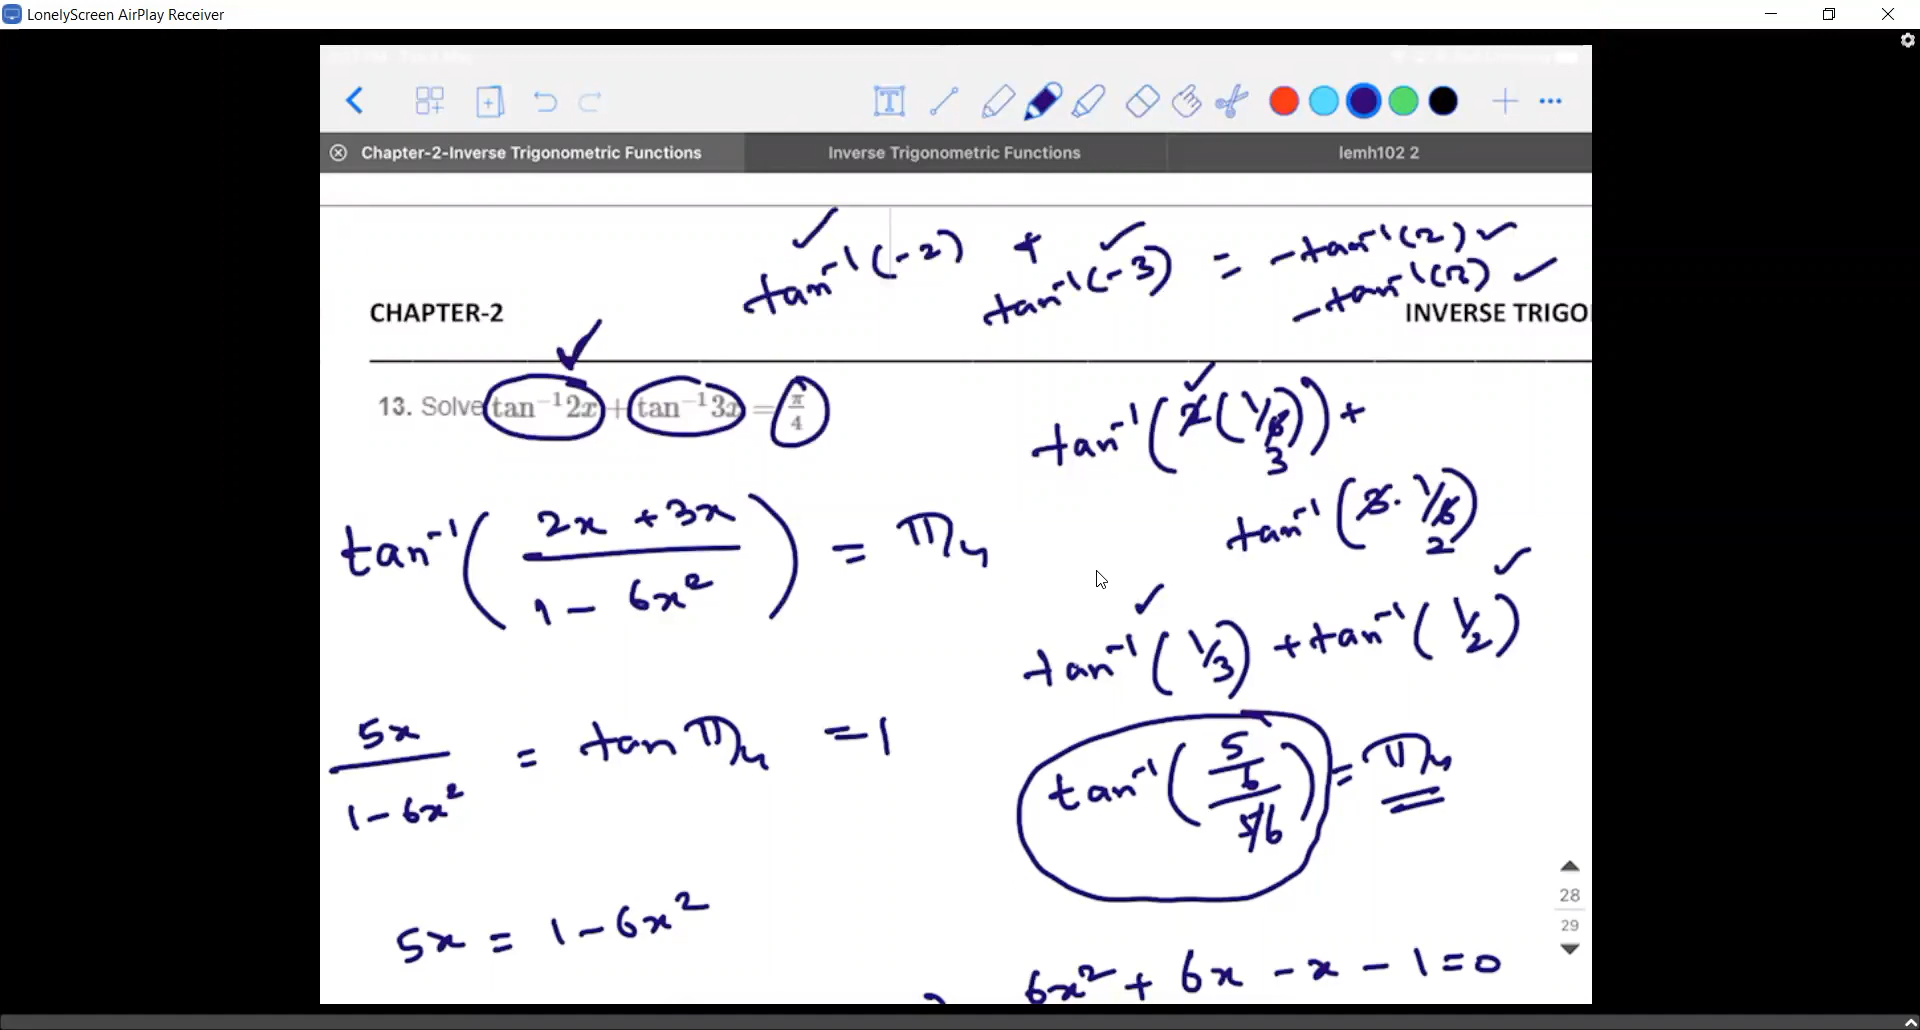 LonelyScreen AirPlay Receiver
Chapter-2-Inverse Trigonometric Functions
Inverse Trigonometric Functions
lemh102 2
tan⁻¹(-2) + tan⁻¹(-3) = -tan⁻¹(2)
-tan⁻¹(3)
CHAPTER-2
INVERSE TRIGO
13. Solve tan⁻¹2x + tan⁻¹3x = π/4
tan⁻¹(2(1/6)) +
3
tan⁻¹(3·1/6)
2
tan⁻¹((2x + 3x)/(1 - 6x²)) = π/4
tan⁻¹(1/3) + tan⁻¹(1/2)
5x/(1 - 6x²) = tan π/4 = 1
tan⁻¹((5/6)/(5/6)) = π/4
5x = 1 - 6x²
6x² + 6x - x - 1 = 0
28
29